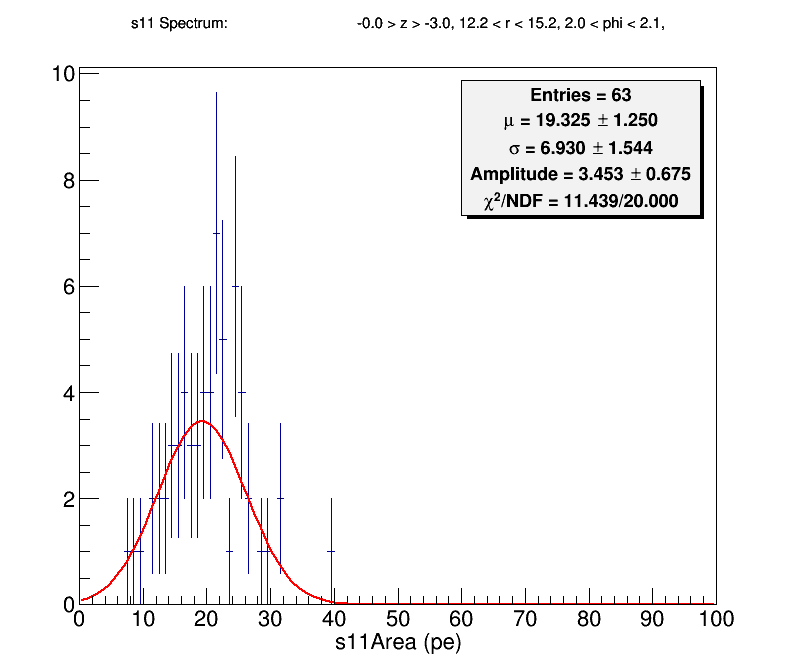 s11 Spectrum: -0.0 > z > -3.0, 12.2 < r < 15.2, 2.0 < phi < 2.1,
Entries = 63
μ = 19.325 ± 1.250
σ = 6.930 ± 1.544
Amplitude = 3.453 ± 0.675
χ²/NDF = 11.439/20.000
10
8
6
4
2
0
0 10 20 30 40 50 60 70 80 90 100
s11Area (pe)